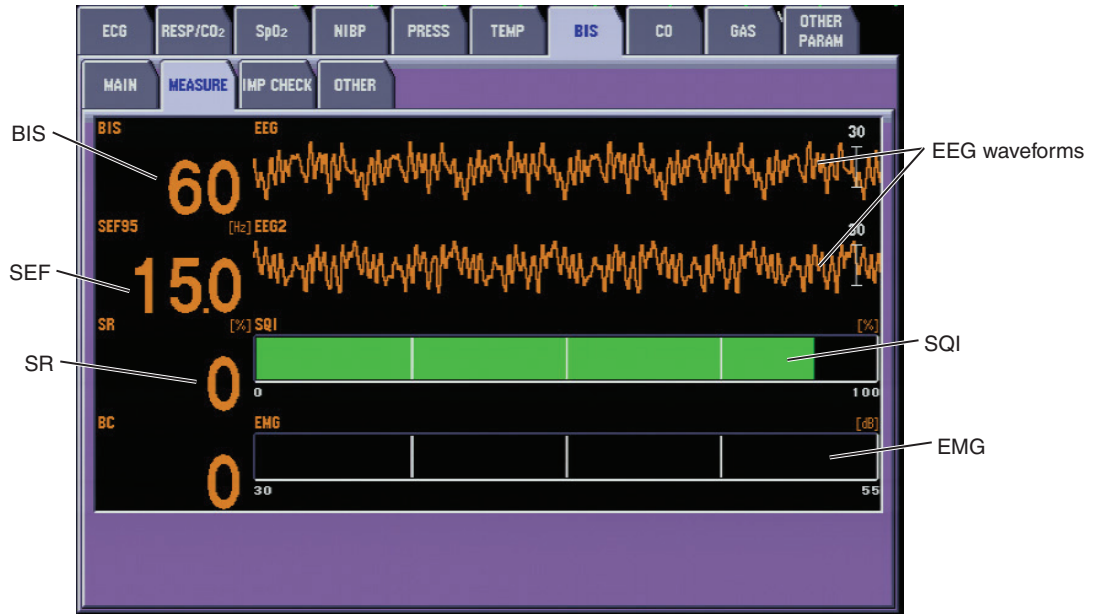 ECG RESP/CO₂ SpO₂ NIBP PRESS TEMP BIS CO GAS OTHER PARAM
MAIN MEASURE IMP CHECK OTHER
BIS
BIS 60
EEG 30
EEG waveforms
SEF
SEF95 [Hz] 15.0
EEG2 30
SR
SR [%] 0
SQI [%]
0 100
SQI
BC 0
EMG [dB]
30 55
EMG